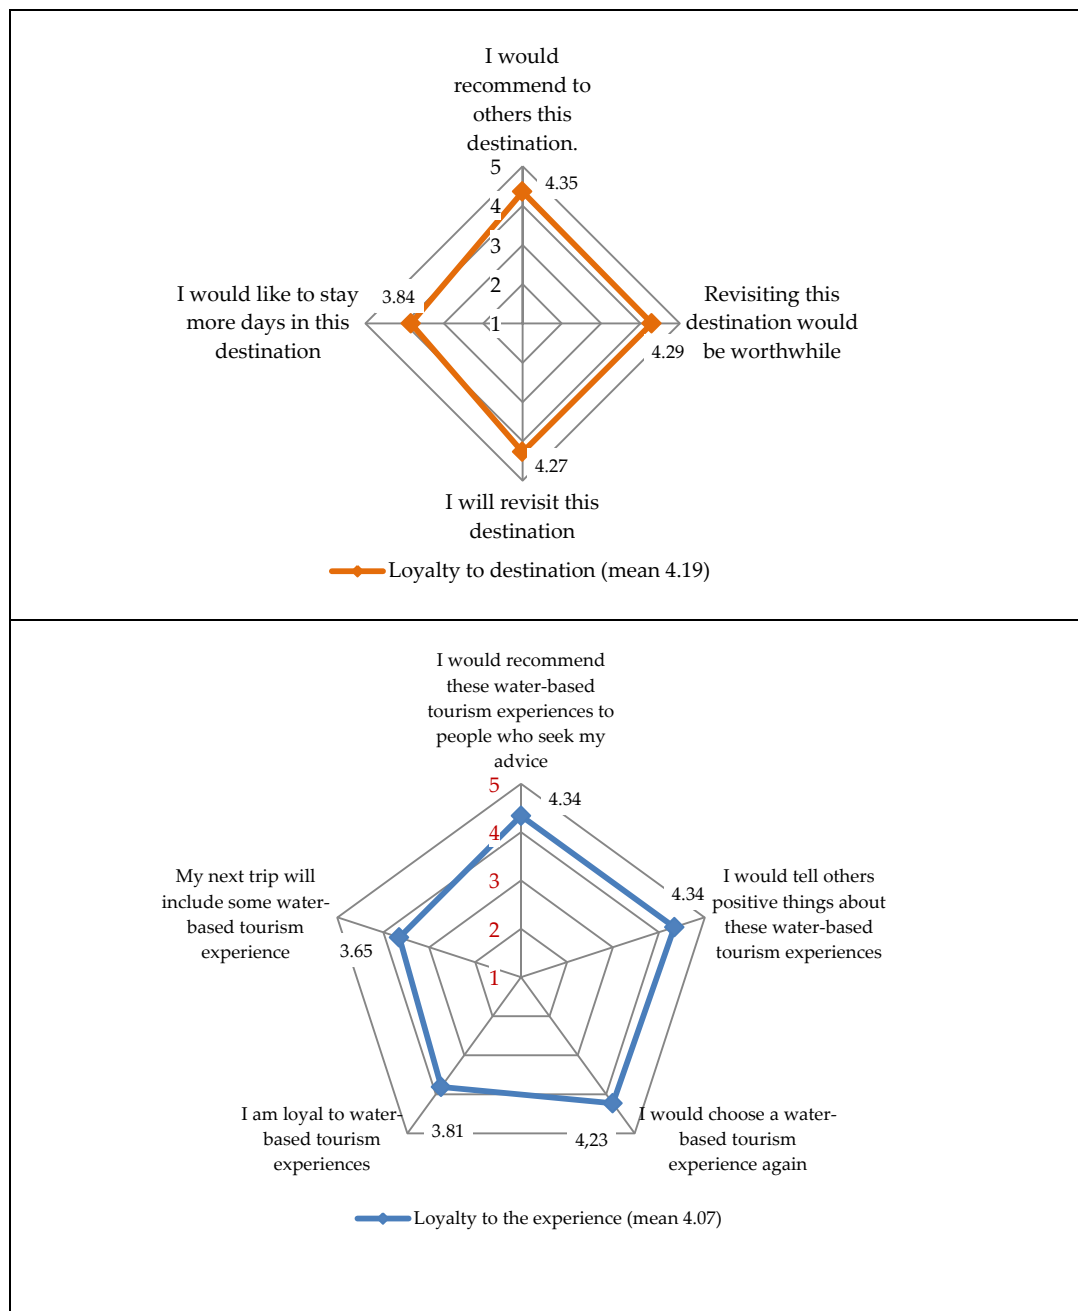 I would
recommend to
others this
destination.
5
4.35
4
3
2
1
3.84
I would like to stay
more days in this
destination
Revisiting this
destination would
be worthwhile
4.29
4.27
I will revisit this
destination
Loyalty to destination (mean 4.19)
I would recommend
these water-based
tourism experiences to
people who seek my
advice
5
4.34
4
3
2
1
4.34
I would tell others
positive things about
these water-based
tourism experiences
My next trip will
include some water-
based tourism
experience
3.65
I am loyal to water-
based tourism
experiences
3.81
4,23
I would choose a water-
based tourism
experience again
Loyalty to the experience (mean 4.07)